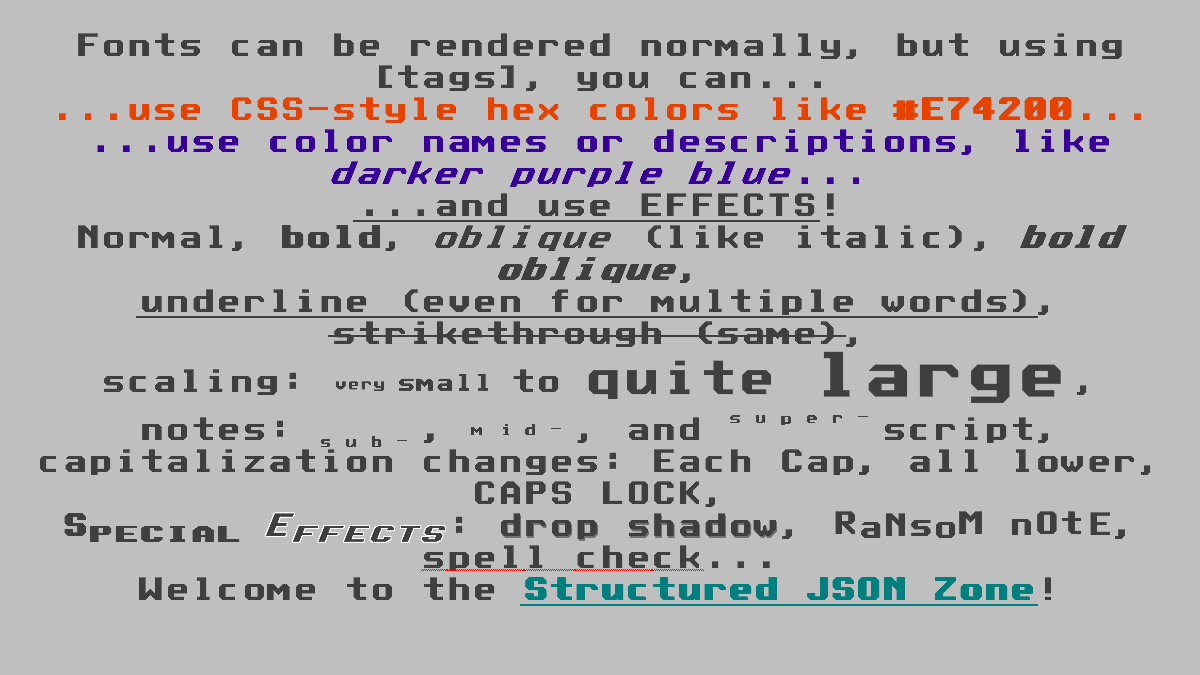 Fonts can be rendered normally, but using
[tags], you can...
...use CSS-style hex colors like #E74200...
...use color names or descriptions, like
darker purple blue...
...and use EFFECTS!
Normal, bold, oblique (like italic), bold
oblique,
underline (even for multiple words),
strikethrough (same),
scaling: very small to quite large,
notes: sub-, mid-, and super-script,
capitalization changes: Each Cap, all lower,
CAPS LOCK,
Special Effects: drop shadow, RaNsoM nOtE,
spell check...
Welcome to the Structured JSON Zone!